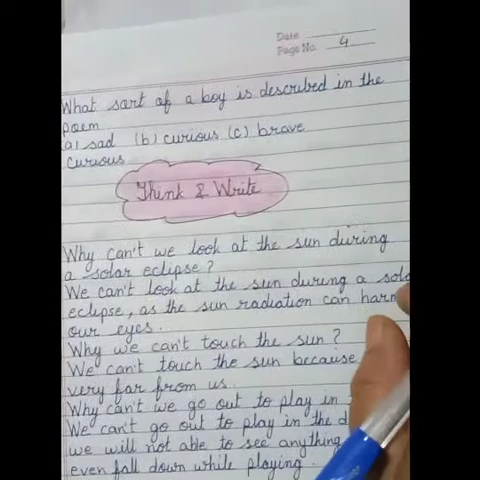 Date
Page No. 4
What sort of a boy is described in the
poem
a) sad (b) curious (c) brave
curious
Think & Write
Why can't we look at the sun during
a solar eclipse?
We can't look at the sun during a sola
eclipse, as the sun radiation can harm
our eyes.
Why we can't touch the sun?
We can't touch the sun because
very far from us.
Why can't we go out to play in
We can't go out to play in the d
we will not able to see anything
even fall down while playing.